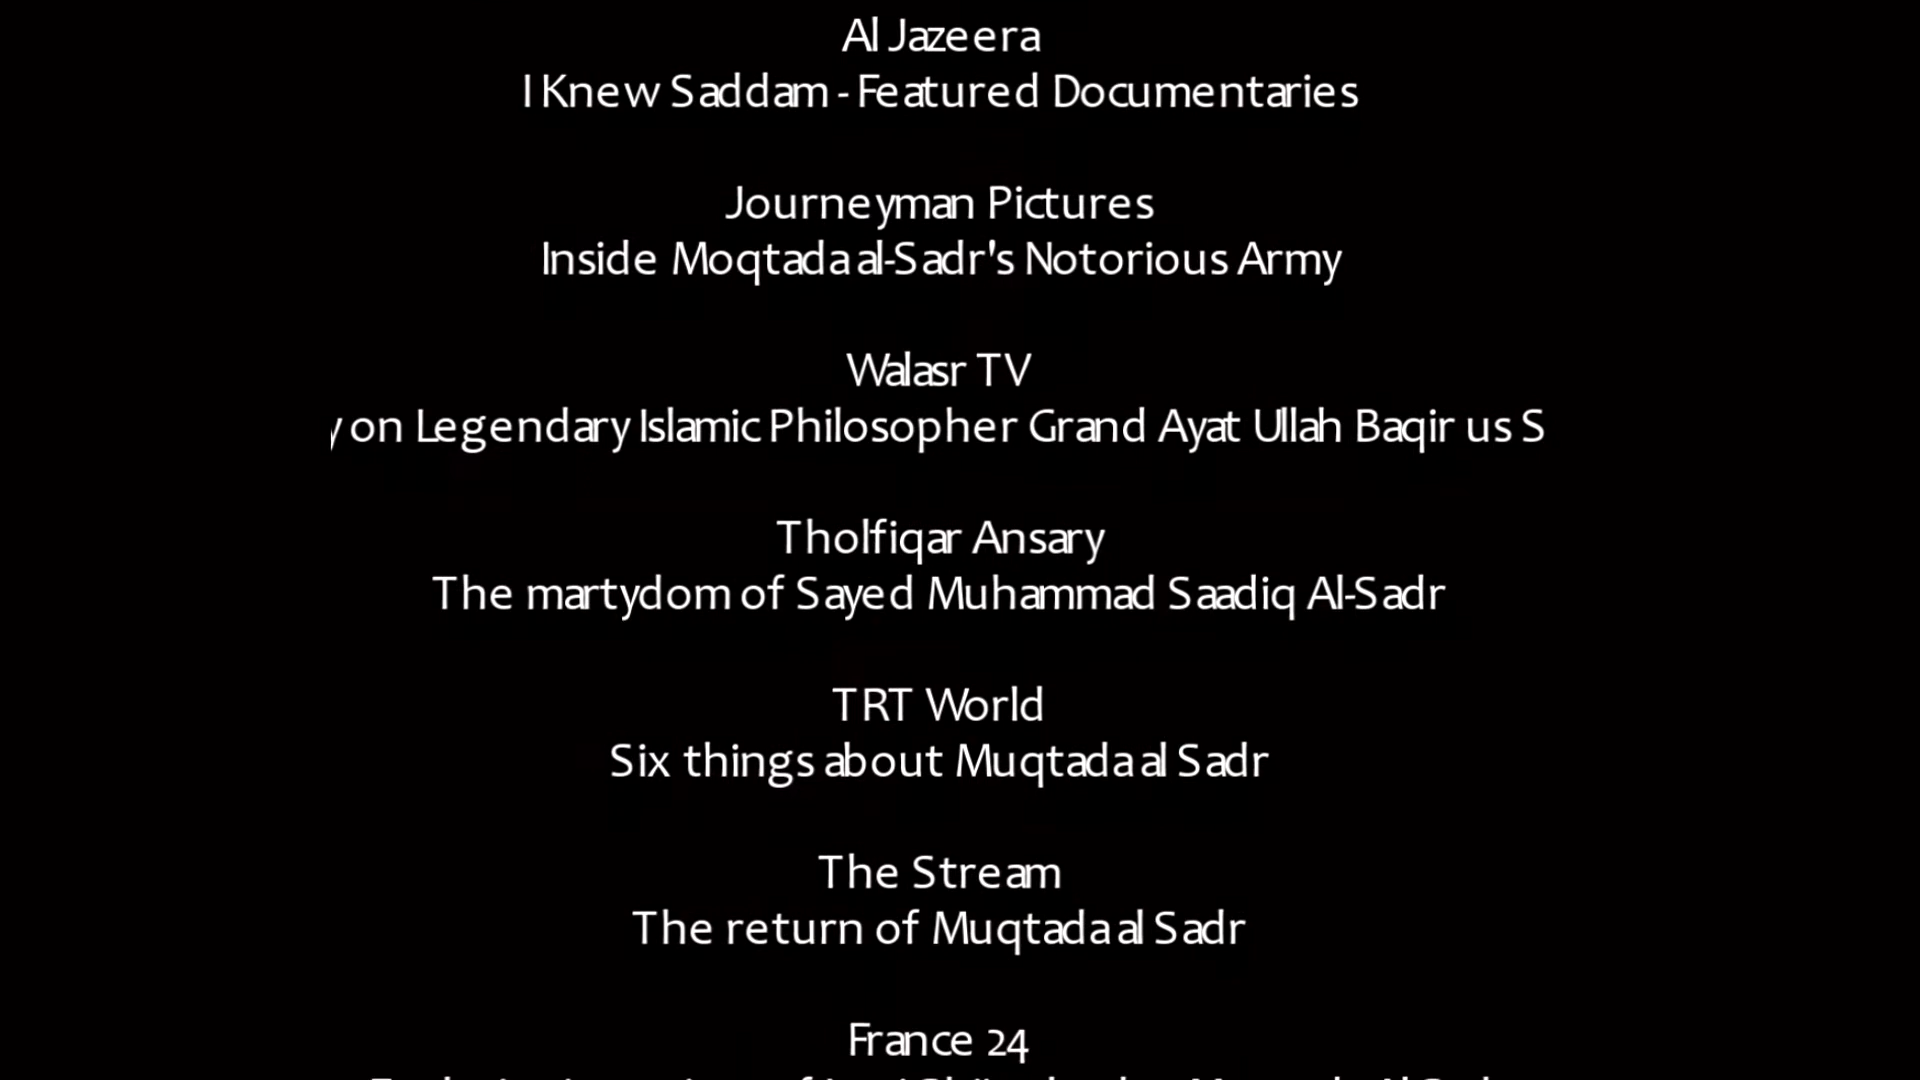 Al Jazeera
I Knew Saddam - Featured Documentaries
Journeyman Pictures
Inside Moqtada al-Sadr's Notorious Army
Walasr TV
y on Legendary Islamic Philosopher Grand Ayat Ullah Baqir us S
Tholfiqar Ansary
The martydom of Sayed Muhammad Saadiq Al-Sadr
TRT World
Six things about Muqtada al Sadr
The Stream
The return of Muqtada al Sadr
France 24